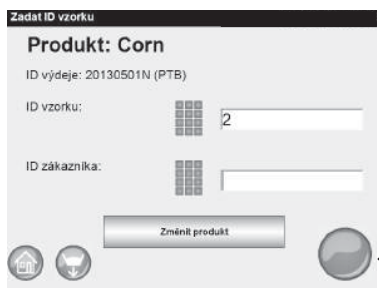 Zadat ID vzorku
Produkt: Corn
ID výdeje: 20130501N (PTB)
ID vzorku:
2
ID zákazníka:
Změnit produkt